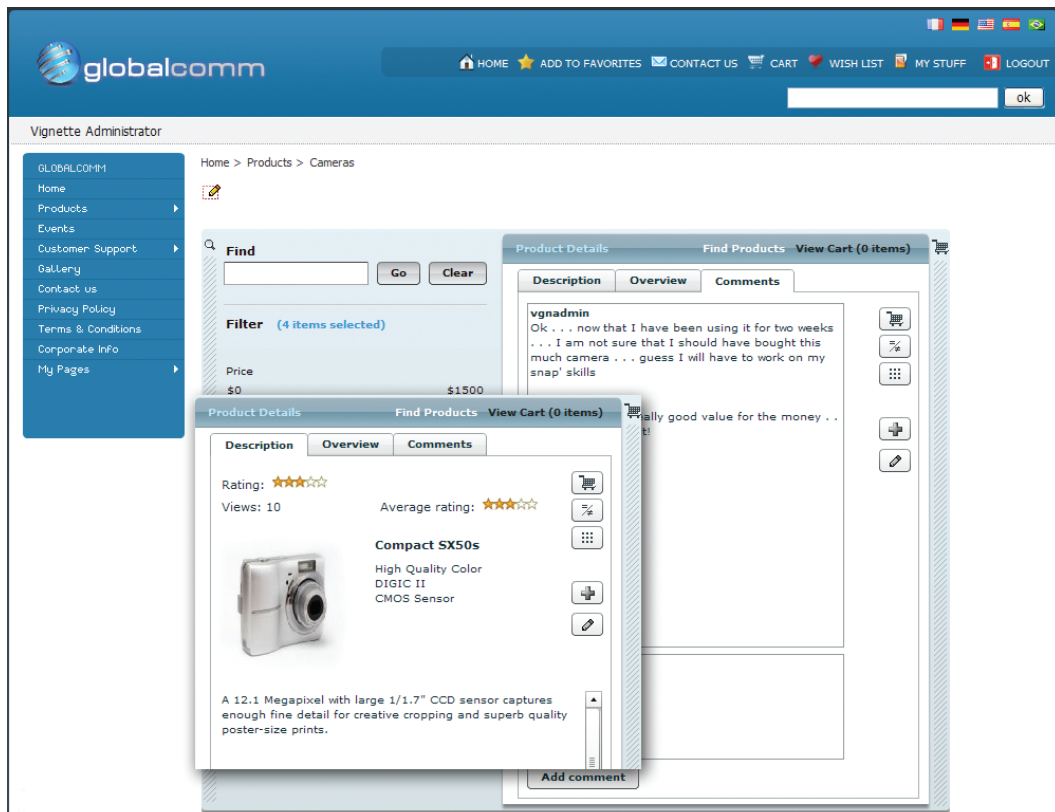 globalcomm
HOME ADD TO FAVORITES CONTACT US CART WISH LIST MY STUFF LOGOUT
ok
Vignette Administrator
GLOBALCOMM
Home
Products
Events
Customer Support
Gallery
Contact us
Privacy Policy
Terms & Conditions
Corporate Info
My Pages
Home > Products > Cameras
Find
Go Clear
Filter (4 items selected)
Price
$0 $1500
Product Details Find Products View Cart (0 items)
Description Overview Comments
vgnadmin
Ok . . . now that I have been using it for two weeks
. . . I am not sure that I should have bought this
much camera . . . guess I will have to work on my
snap' skills
good value for the money . .
Add comment
Product Details Find Products View Cart (0 items)
Description Overview Comments
Rating:
Views: 10 Average rating:
Compact SX50s
High Quality Color
DIGIC II
CMOS Sensor
A 12.1 Megapixel with large 1/1.7" CCD sensor captures
enough fine detail for creative cropping and superb quality
poster-size prints.